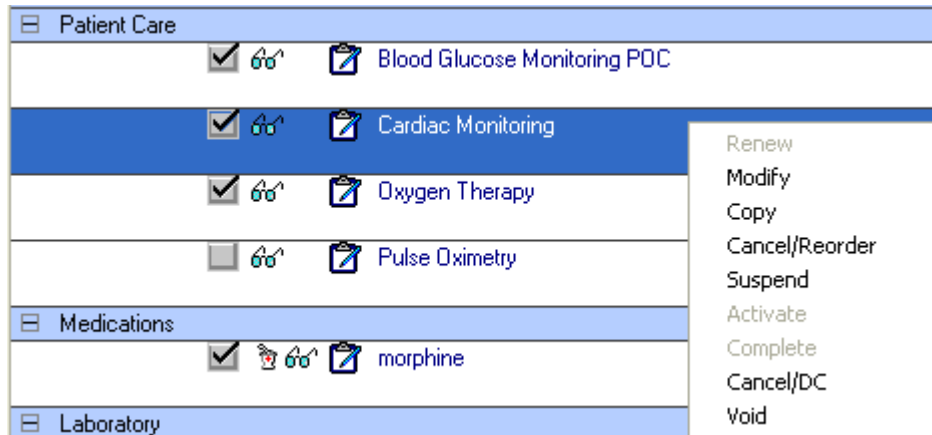 Patient Care
Blood Glucose Monitoring POC
Cardiac Monitoring
Oxygen Therapy
Pulse Oximetry
Medications
morphine
Laboratory
Renew
Modify
Copy
Cancel/Reorder
Suspend
Activate
Complete
Cancel/DC
Void